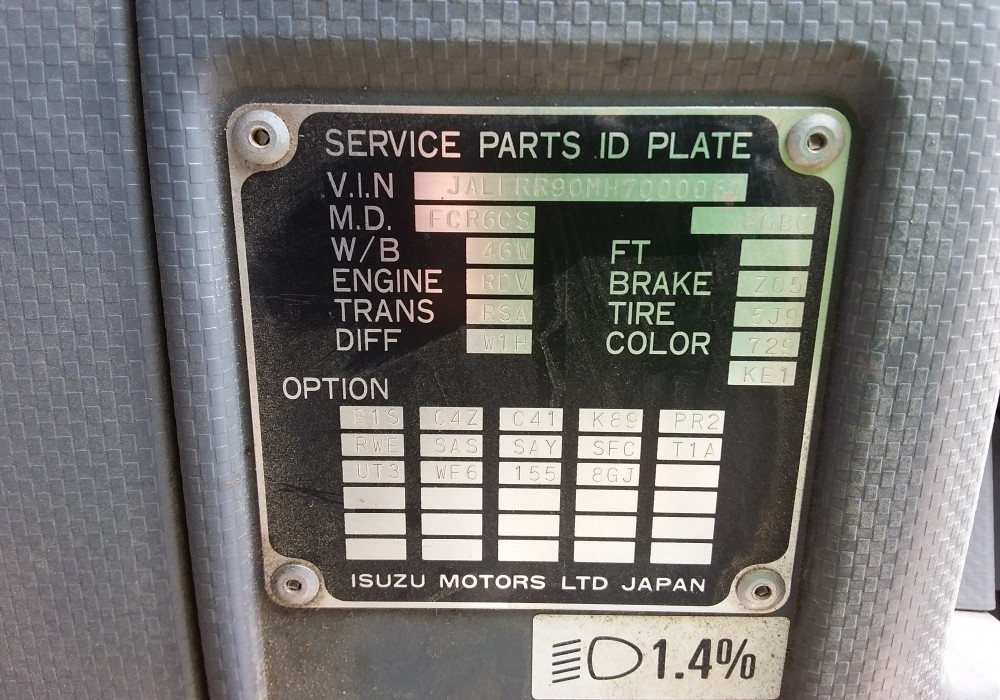 SERVICE PARTS ID PLATE
V.I.N
M.D. FCR6CS
W/B 46W FT
ENGINE BRAKE Z05
TRANS RSA TIRE 5J9
DIFF W1H COLOR 729
KE1
OPTION
C4Z C41 K89 PR2
RWE SAS SAY SFC T1A
UT3 WF6 155 8GJ
ISUZU MOTORS LTD JAPAN
1.4%